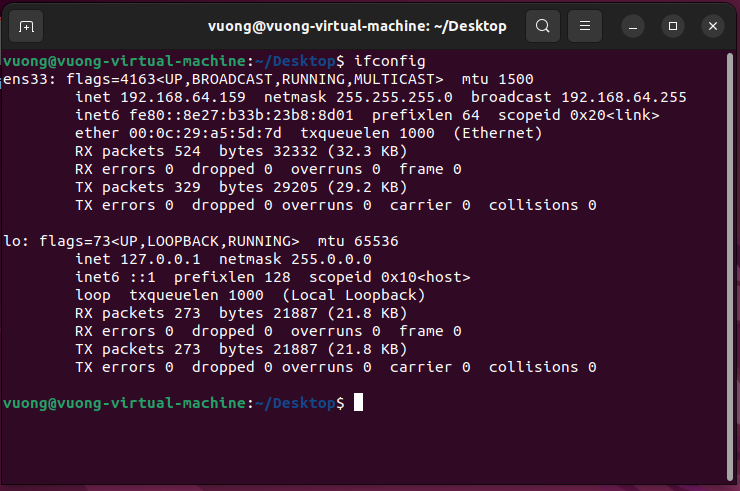 vuong@vuong-virtual-machine: ~/Desktop
vuong@vuong-virtual-machine:~/Desktop$ ifconfig
ens33: flags=4163<UP,BROADCAST,RUNNING,MULTICAST>  mtu 1500
        inet 192.168.64.159  netmask 255.255.255.0  broadcast 192.168.64.255
        inet6 fe80::8e27:b33b:23b8:8d01  prefixlen 64  scopeid 0x20<link>
        ether 00:0c:29:a5:5d:7d  txqueuelen 1000  (Ethernet)
        RX packets 524  bytes 32332 (32.3 KB)
        RX errors 0  dropped 0  overruns 0  frame 0
        TX packets 329  bytes 29205 (29.2 KB)
        TX errors 0  dropped 0 overruns 0  carrier 0  collisions 0

lo: flags=73<UP,LOOPBACK,RUNNING>  mtu 65536
        inet 127.0.0.1  netmask 255.0.0.0
        inet6 ::1  prefixlen 128  scopeid 0x10<host>
        loop  txqueuelen 1000  (Local Loopback)
        RX packets 273  bytes 21887 (21.8 KB)
        RX errors 0  dropped 0  overruns 0  frame 0
        TX packets 273  bytes 21887 (21.8 KB)
        TX errors 0  dropped 0 overruns 0  carrier 0  collisions 0

vuong@vuong-virtual-machine:~/Desktop$